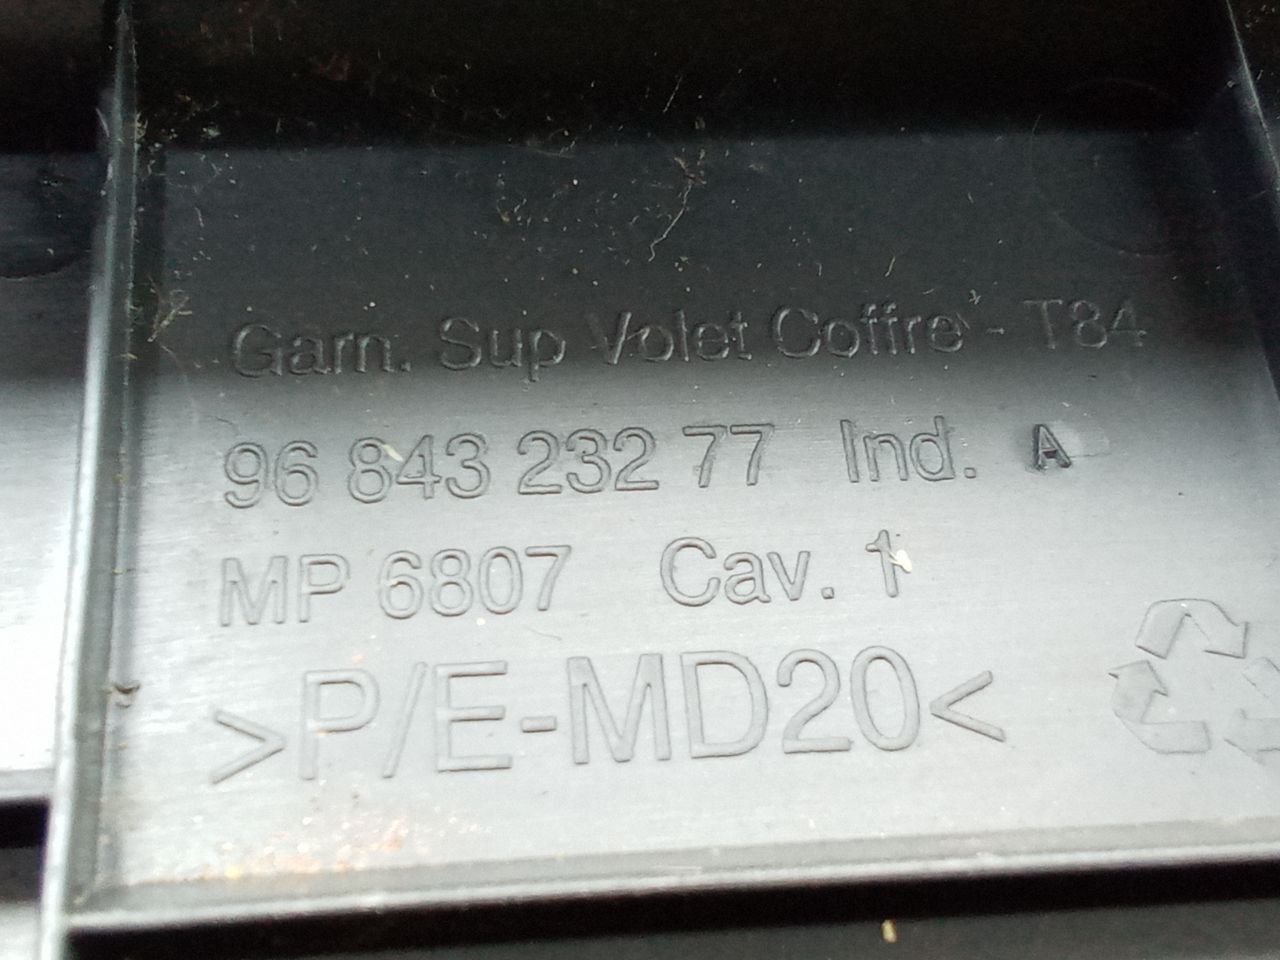 Garn. Sup Volet Coffre - T84
96 843 232 77 Ind. A
MP 6807 Cav. 1
>P/E-MD20<